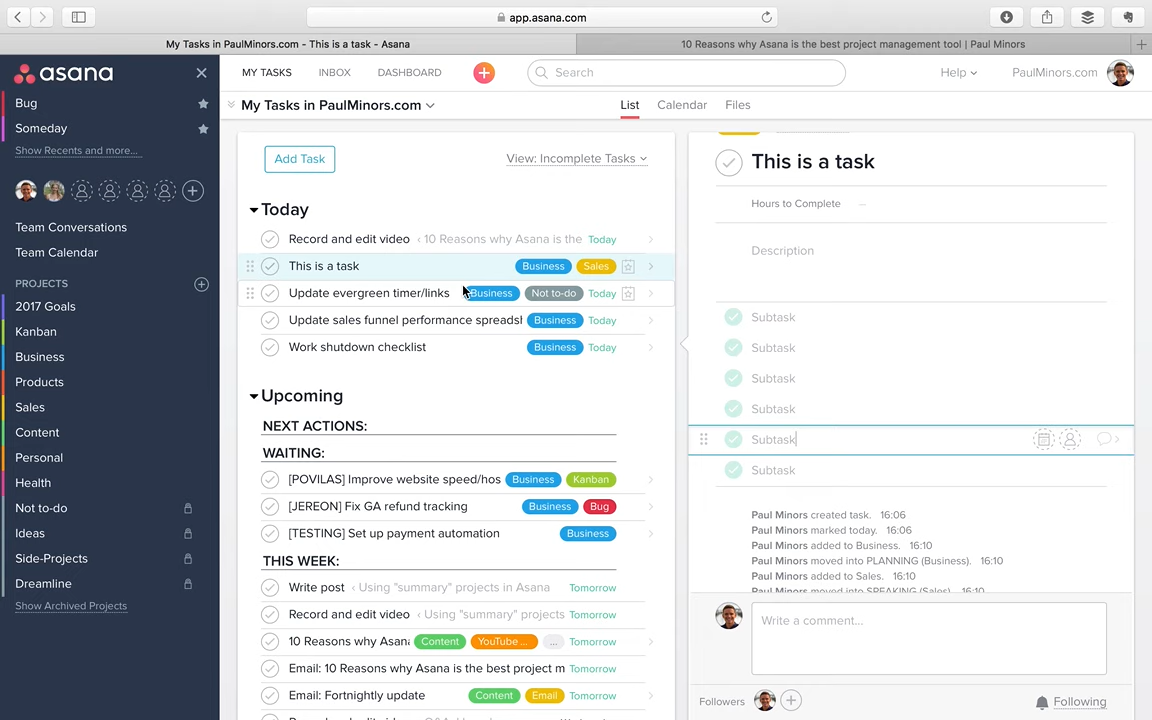 app.asana.com
My Tasks in PaulMinors.com - This is a task - Asana
10 Reasons why Asana is the best project management tool | Paul Minors
asana
MY TASKS INBOX DASHBOARD
Search
Help
PaulMinors.com
Bug
Someday
Show Recents and more...
Team Conversations
Team Calendar
PROJECTS
2017 Goals
Kanban
Business
Products
Sales
Content
Personal
Health
Not to-do
Ideas
Side-Projects
Dreamline
Show Archived Projects
My Tasks in PaulMinors.com
List Calendar Files
Add Task
View: Incomplete Tasks
Today
Record and edit video ‹ 10 Reasons why Asana is the Today
This is a task Business Sales
Update evergreen timer/links Business Not to-do Today
Update sales funnel performance spreadsh Business Today
Work shutdown checklist Business Today
Upcoming
NEXT ACTIONS:
WAITING:
[POVILAS] Improve website speed/hos Business Kanban
[JEREON] Fix GA refund tracking Business Bug
[TESTING] Set up payment automation Business
THIS WEEK:
Write post ‹ Using "summary" projects in Asana Tomorrow
Record and edit video ‹ Using "summary" projects Tomorrow
10 Reasons why Asana Content YouTube ... ... Tomorrow
Email: 10 Reasons why Asana is the best project m Tomorrow
Email: Fortnightly update Content Email Tomorrow
This is a task
Hours to Complete –
Description
Subtask
Subtask
Subtask
Subtask
Subtask
Subtask
Paul Minors created task. 16:06
Paul Minors marked today. 16:06
Paul Minors added to Business. 16:10
Paul Minors moved into PLANNING (Business). 16:10
Paul Minors added to Sales. 16:10
Paul Minors moved into SPEAKING (Sales). 16:10
Write a comment...
Followers
Following